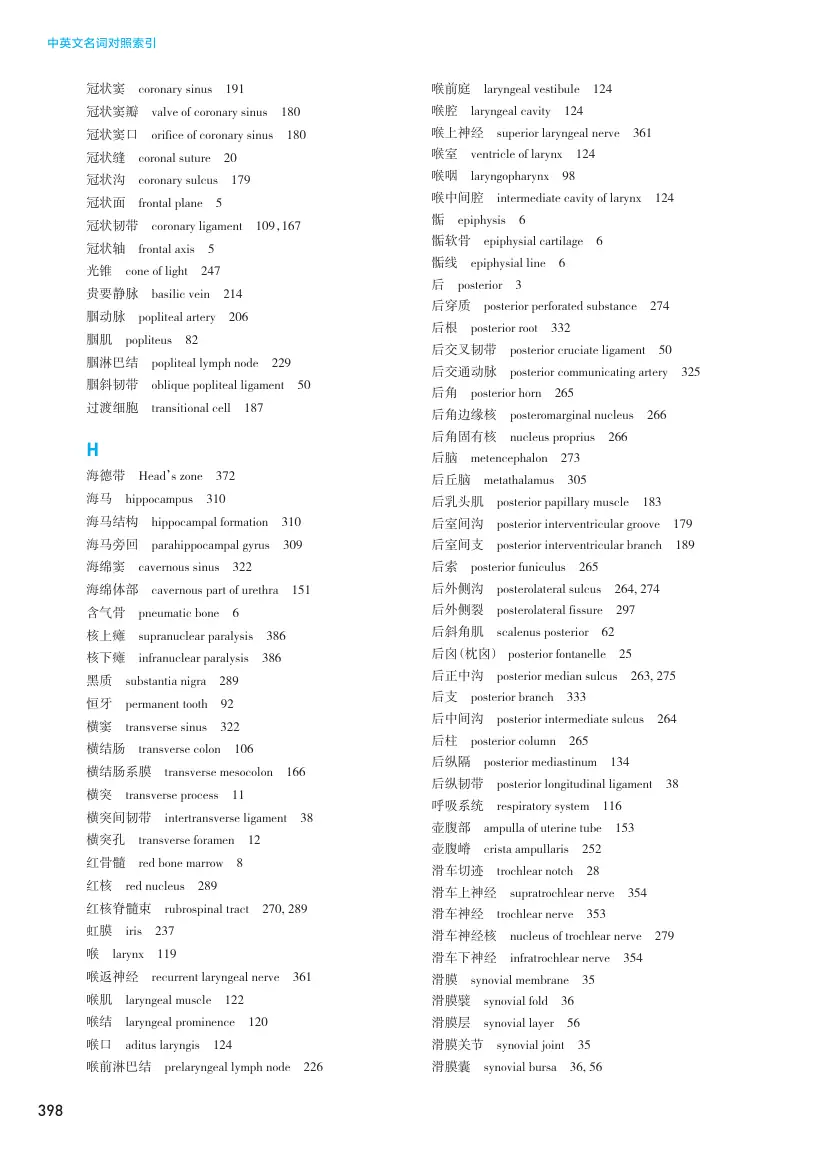 中英文名词对照索引
冠状窦 coronary sinus 191
冠状窦瓣 valve of coronary sinus 180
冠状窦口 orifice of coronary sinus 180
冠状缝 coronal suture 20
冠状沟 coronary sulcus 179
冠状面 frontal plane 5
冠状韧带 coronary ligament 109,167
冠状轴 frontal axis 5
光锥 cone of light 247
贵要静脉 basilic vein 214
腘动脉 popliteal artery 206
腘肌 popliteus 82
腘淋巴结 popliteal lymph node 229
腘斜韧带 oblique popliteal ligament 50
过渡细胞 transitional cell 187
H
海德带 Head's zone 372
海马 hippocampus 310
海马结构 hippocampal formation 310
海马旁回 parahippocampal gyrus 309
海绵窦 cavernous sinus 322
海绵体部 cavernous part of urethra 151
含气骨 pneumatic bone 6
核上瘫 supranuclear paralysis 386
核下瘫 infranuclear paralysis 386
黑质 substantia nigra 289
恒牙 permanent tooth 92
横窦 transverse sinus 322
横结肠 transverse colon 106
横结肠系膜 transverse mesocolon 166
横突 transverse process 11
横突间韧带 intertransverse ligament 38
横突孔 transverse foramen 12
红骨髓 red bone marrow 8
红核 red nucleus 289
红核脊髓束 rubrospinal tract 270, 289
虹膜 iris 237
喉 larynx 119
喉返神经 recurrent laryngeal nerve 361
喉肌 laryngeal muscle 122
喉结 laryngeal prominence 120
喉口 aditus laryngis 124
喉前淋巴结 prelaryngeal lymph node 226
喉前庭 laryngeal vestibule 124
喉腔 laryngeal cavity 124
喉上神经 superior laryngeal nerve 361
喉室 ventricle of larynx 124
喉咽 laryngopharynx 98
喉中间腔 intermediate cavity of larynx 124
骺 epiphysis 6
骺软骨 epiphysial cartilage 6
骺线 epiphysial line 6
后 posterior 3
后穿质 posterior perforated substance 274
后根 posterior root 332
后交叉韧带 posterior cruciate ligament 50
后交通动脉 posterior communicating artery 325
后角 posterior horn 265
后角边缘核 posteromarginal nucleus 266
后角固有核 nucleus proprius 266
后脑 metencephalon 273
后丘脑 metathalamus 305
后乳头肌 posterior papillary muscle 183
后室间沟 posterior interventricular groove 179
后室间支 posterior interventricular branch 189
后索 posterior funiculus 265
后外侧沟 posterolateral sulcus 264, 274
后外侧裂 posterolateral fissure 297
后斜角肌 scalenus posterior 62
后囟(枕囟) posterior fontanelle 25
后正中沟 posterior median sulcus 263, 275
后支 posterior branch 333
后中间沟 posterior intermediate sulcus 264
后柱 posterior column 265
后纵隔 posterior mediastinum 134
后纵韧带 posterior longitudinal ligament 38
呼吸系统 respiratory system 116
壶腹部 ampulla of uterine tube 153
壶腹嵴 crista ampullaris 252
滑车切迹 trochlear notch 28
滑车上神经 supratrochlear nerve 354
滑车神经 trochlear nerve 353
滑车神经核 nucleus of trochlear nerve 279
滑车下神经 infratrochlear nerve 354
滑膜 synovial membrane 35
滑膜襞 synovial fold 36
滑膜层 synovial layer 56
滑膜关节 synovial joint 35
滑膜囊 synovial bursa 36, 56
398